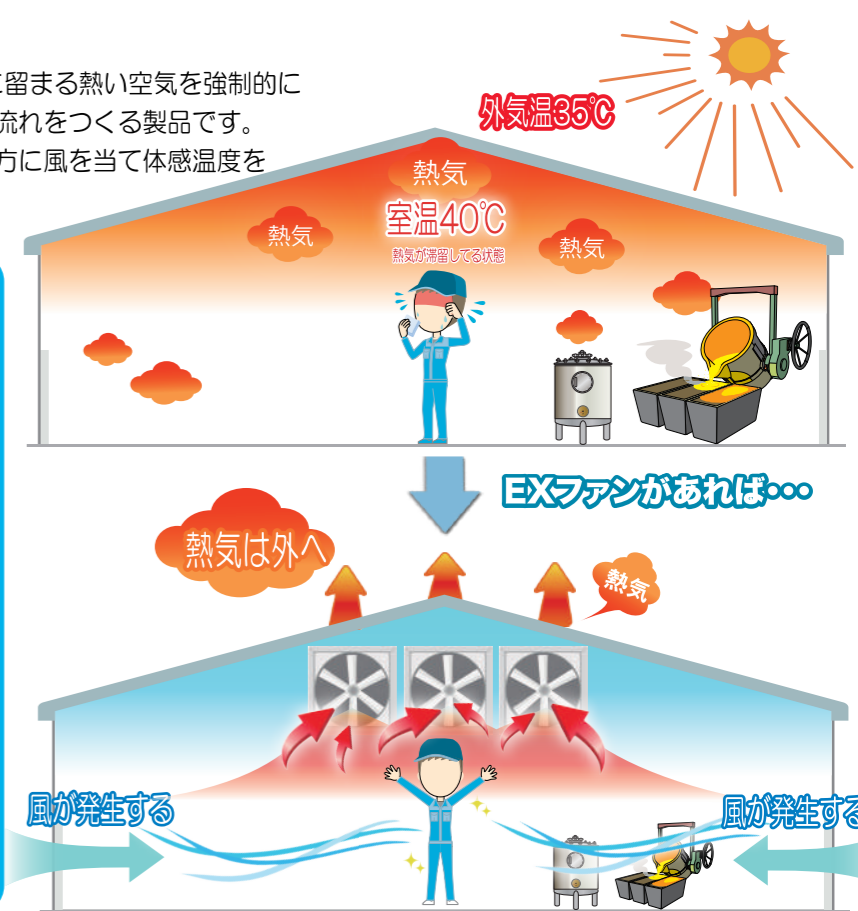 に留まる熱い空気を強制的に
流れをつくる製品です。
方に風を当て体感温度を
外気温35℃
熱気
室温40℃
熱気が滞留してる状態
熱気
熱気
EXファンがあれば・・・
熱気は外へ
熱気
風が発生する
風が発生する